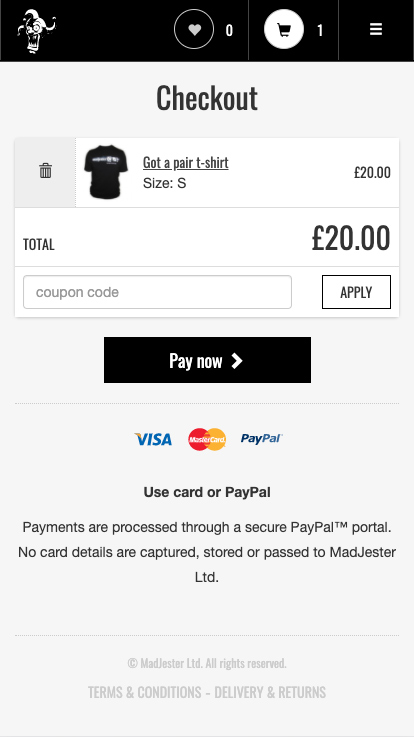 0
1
Checkout
Got a pair t-shirt
Size: S
£20.00
TOTAL
£20.00
coupon code
APPLY
Pay now
VISA
MasterCard
PayPal
Use card or PayPal
Payments are processed through a secure PayPal™ portal.
No card details are captured, stored or passed to MadJester
Ltd.
© MadJester Ltd. All rights reserved.
TERMS & CONDITIONS - DELIVERY & RETURNS